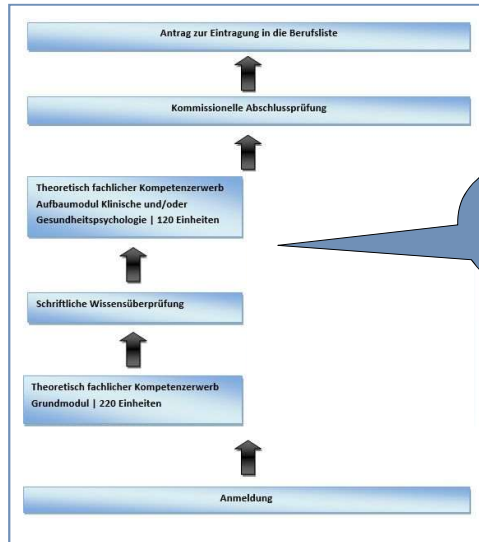 Antrag zur Eintragung in die Berufsliste
Kommissionelle Abschlussprüfung
Theoretisch fachlicher Kompetenzerwerb
Aufbaumodul Klinische und/oder
Gesundheitspsychologie | 120 Einheiten
Schriftliche Wissensüberprüfung
Theoretisch fachlicher Kompetenzerwerb
Grundmodul | 220 Einheiten
Anmeldung